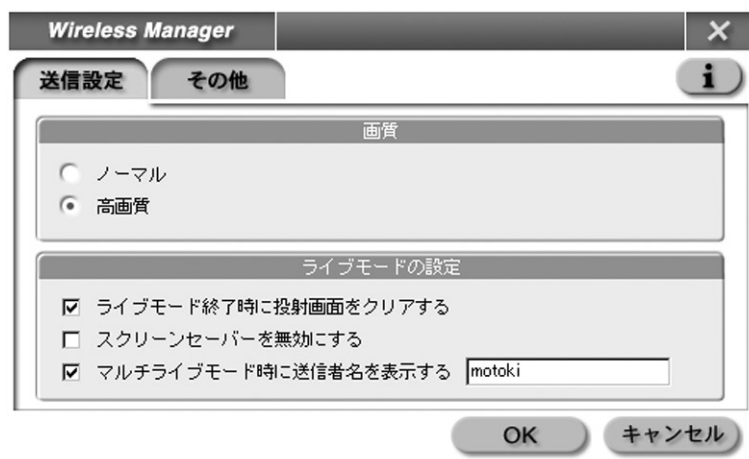 Wireless Manager
送信設定 その他 i
画質
ノーマル
高画質
ライブモードの設定
ライブモード終了時に投射画面をクリアする
スクリーンセーバーを無効にする
マルチライブモード時に送信者名を表示する motoki
OK キャンセル